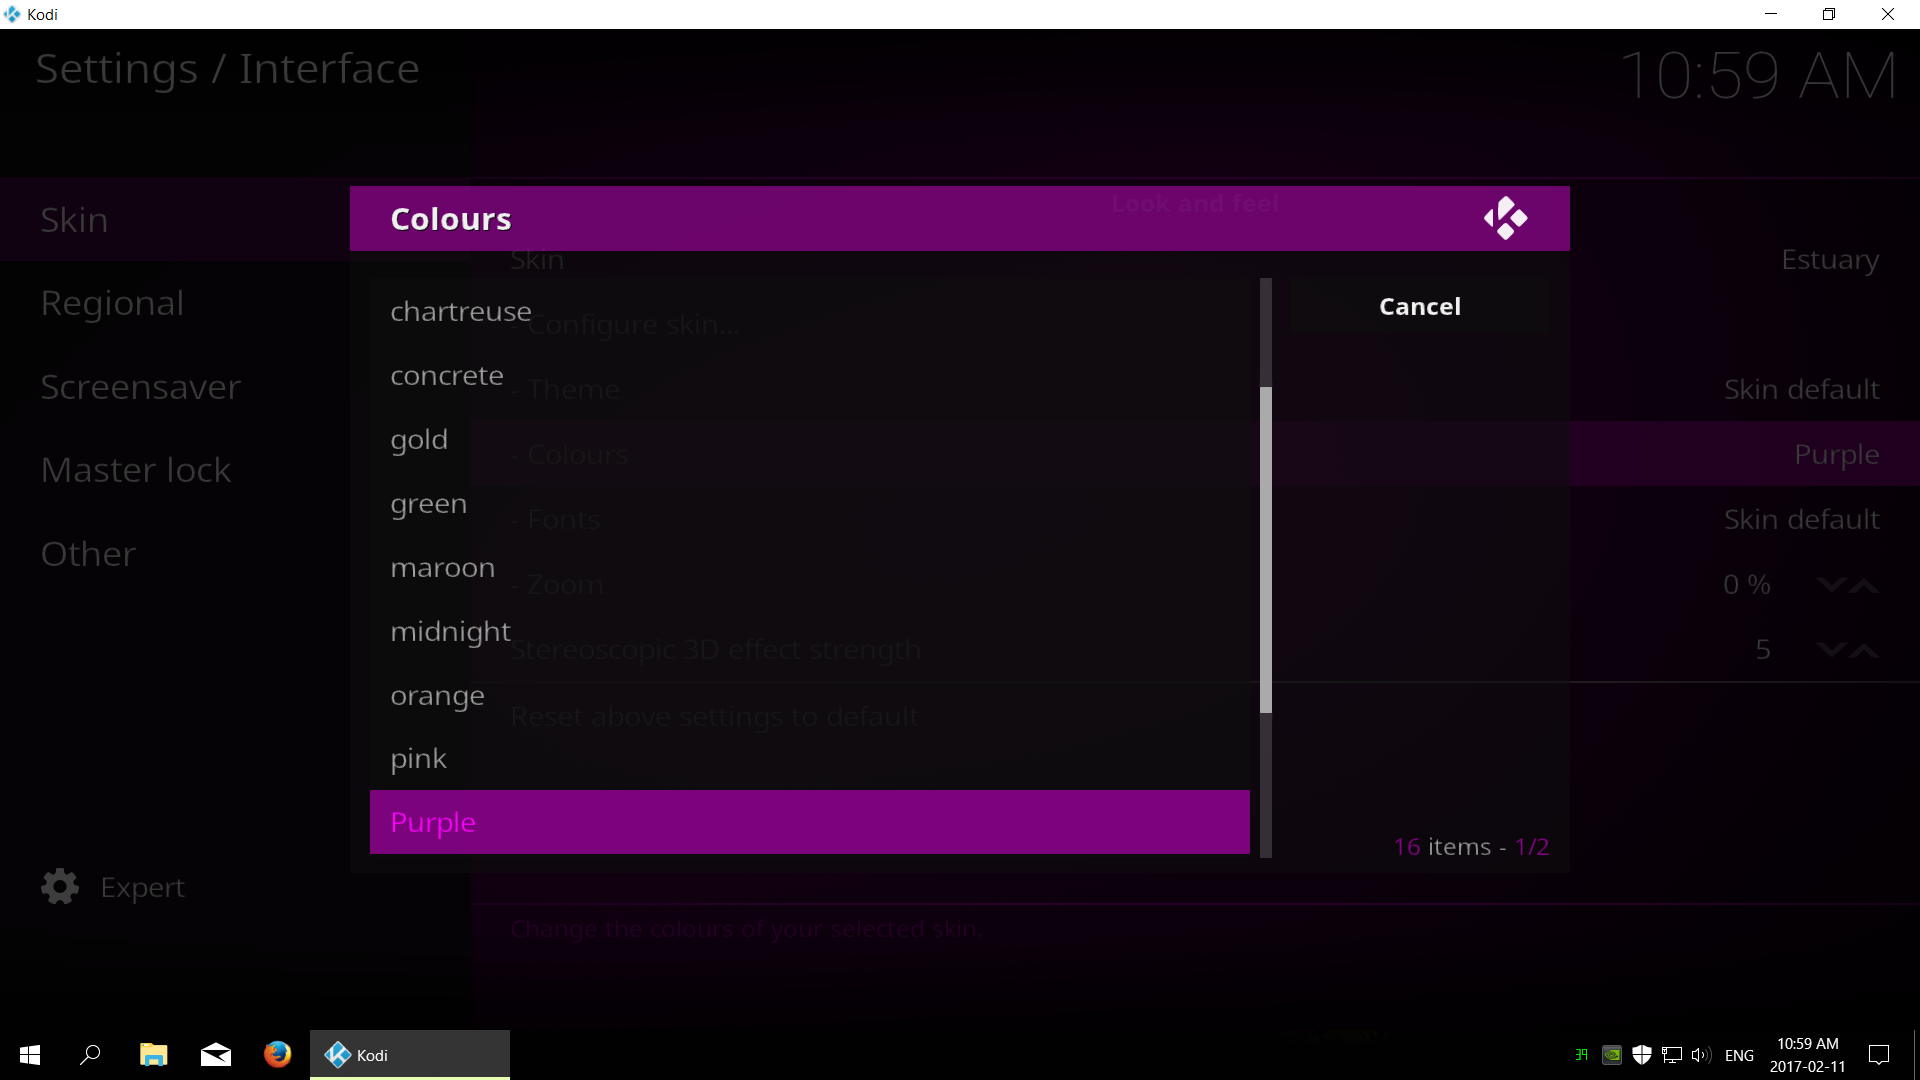 Kodi
Settings / Interface
10:59 AM
Skin
Regional
Screensaver
Master lock
Other
Expert
Colours
Look and feel
Skin
Estuary
chartreuse
- Configure skin...
concrete
- Theme
Skin default
gold
- Colours
Purple
green
- Fonts
Skin default
maroon
- Zoom
0 %
midnight
Stereoscopic 3D effect strength
5
orange
Reset above settings to default
pink
Purple
Cancel
16 items - 1/2
Change the colours of your selected skin.
Kodi
39
ENG
10:59 AM
2017-02-11